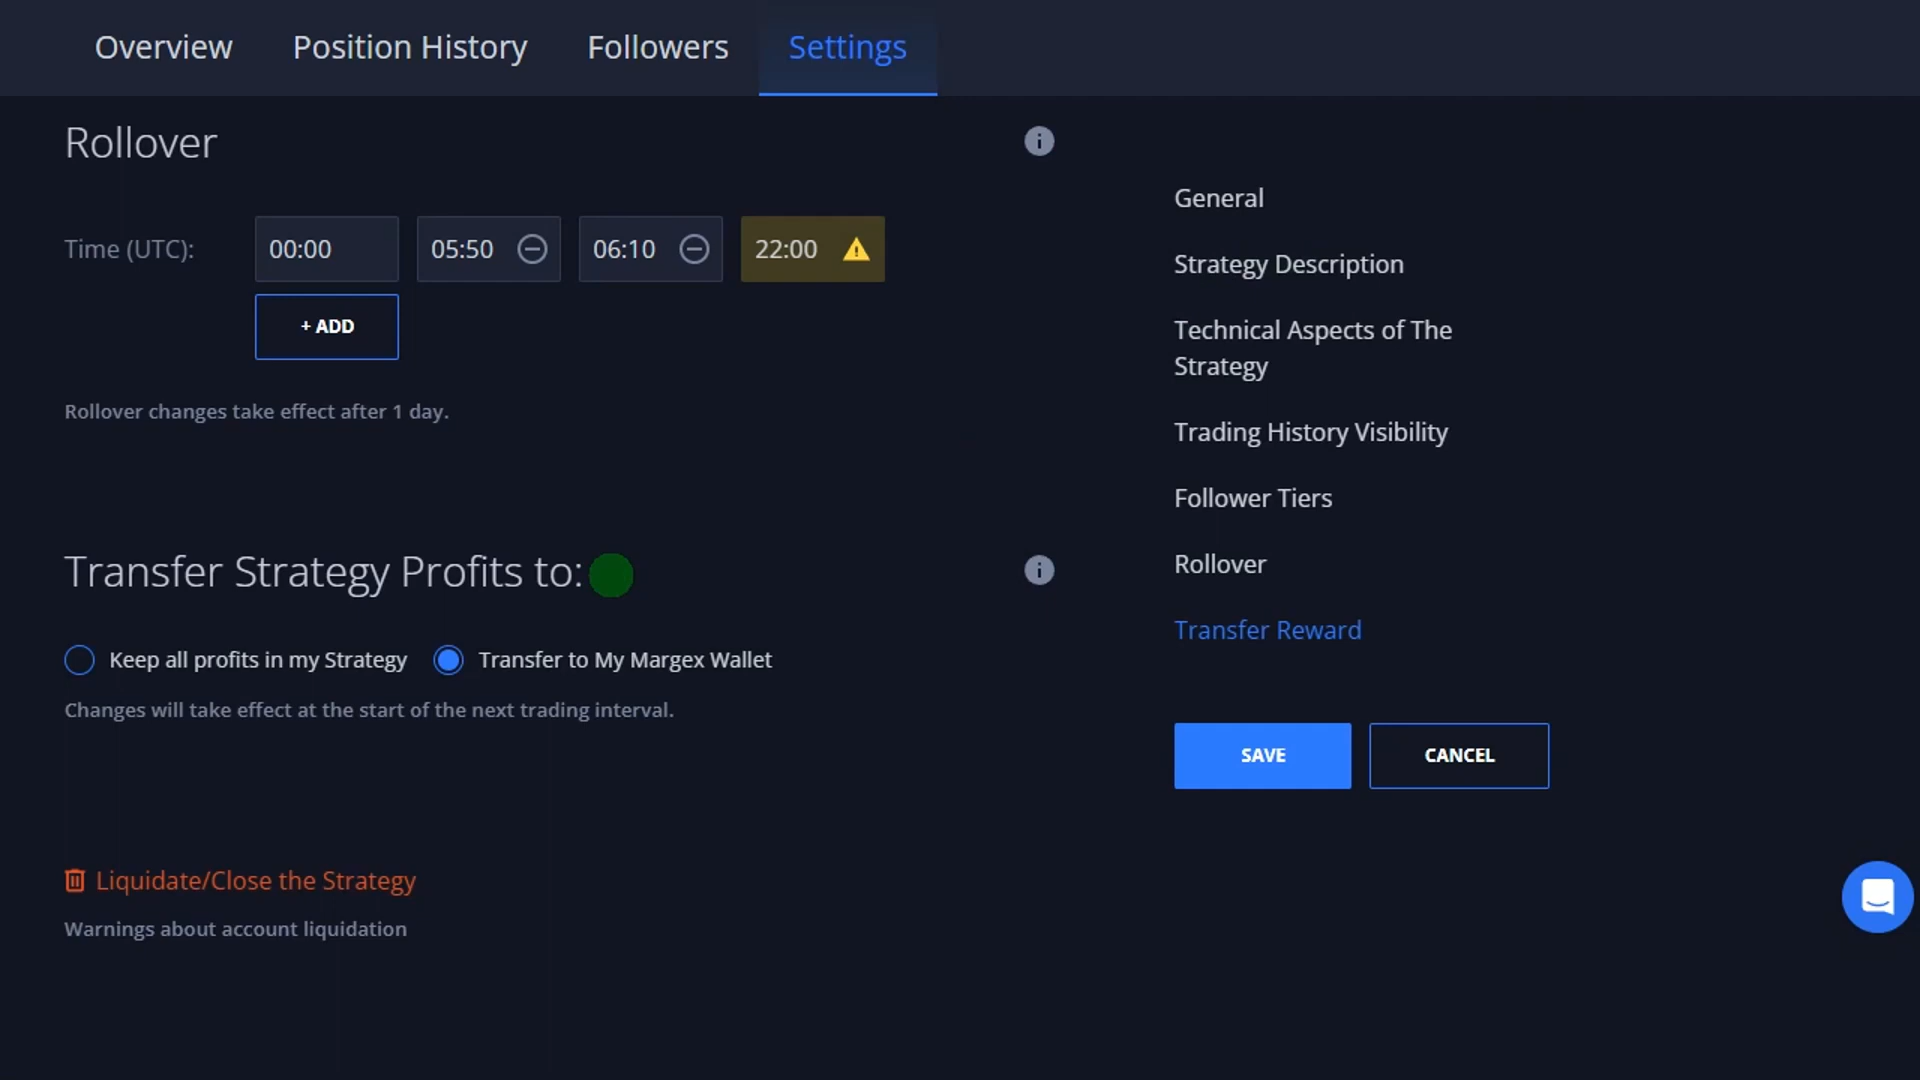 Overview Position History Followers Settings
Rollover
Time (UTC): 00:00 05:50 06:10 22:00
+ ADD
Rollover changes take effect after 1 day.
Transfer Strategy Profits to:
Keep all profits in my Strategy Transfer to My Margex Wallet
Changes will take effect at the start of the next trading interval.
Liquidate/Close the Strategy
Warnings about account liquidation
General
Strategy Description
Technical Aspects of The
Strategy
Trading History Visibility
Follower Tiers
Rollover
Transfer Reward
SAVE CANCEL